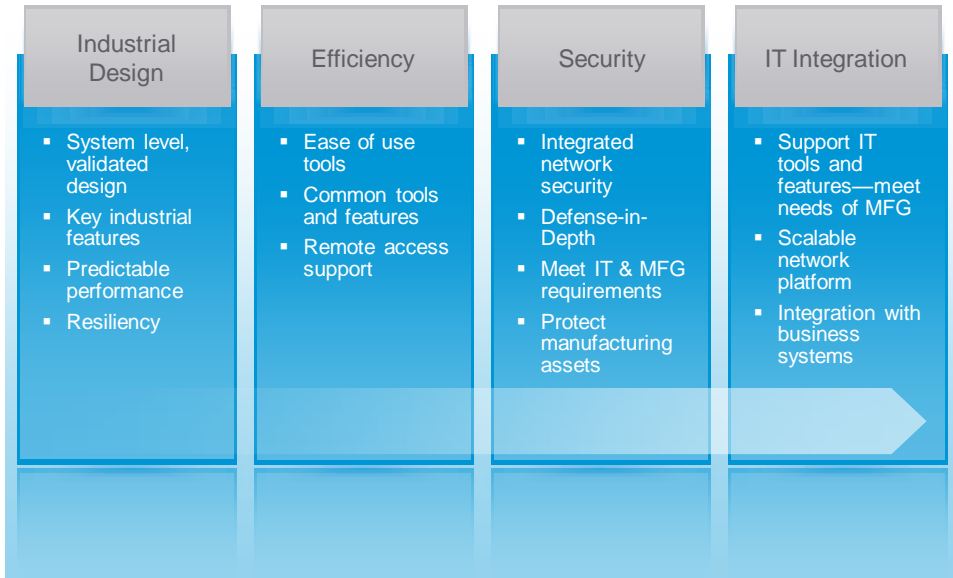 Industrial
Design
▪ System level,
validated
design
▪ Key industrial
features
▪ Predictable
performance
▪ Resiliency
Efficiency
▪ Ease of use
tools
▪ Common tools
and features
▪ Remote access
support
Security
▪ Integrated
network
security
▪ Defense-in-
Depth
▪ Meet IT & MFG
requirements
▪ Protect
manufacturing
assets
IT Integration
▪ Support IT
tools and
features—meet
needs of MFG
▪ Scalable
network
platform
▪ Integration with
business
systems